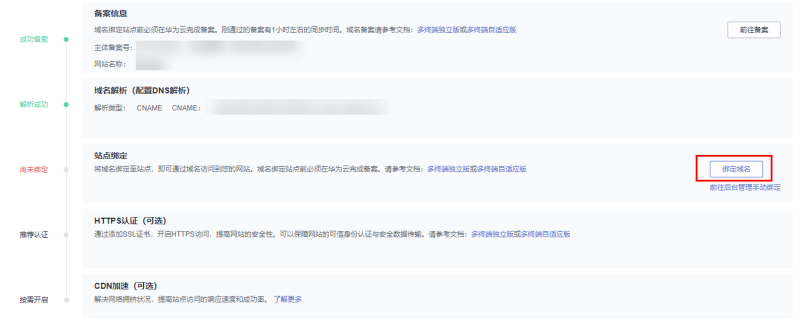 备案信息
域名绑定站点前必须在华为云完成备案。刚通过的备案有1小时左右的同步时间。域名备案请参考文档：多终端独立版或多终端自适应版
前往备案
成功备案
主体备案号：
网站名称：
域名解析（配置DNS解析）
解析成功
解析类型： CNAME CNAME：
站点绑定
将域名绑定至站点，即可通过域名访问到您的网站。域名绑定站点前必须在华为云完成备案。请参考文档：多终端独立版或多终端自适应版
尚未绑定
绑定域名
前往后台管理手动绑定
HTTPS认证（可选）
通过添加SSL证书，开启HTTPS访问，提高网站的安全性。可以保障网站的可信身份认证与安全数据传输。请参考文档：多终端独立版或多终端自适应版
推荐认证
CDN加速（可选）
解决网络拥挤状况，提高站点访问的响应速度和成功率。 了解更多
按需开启